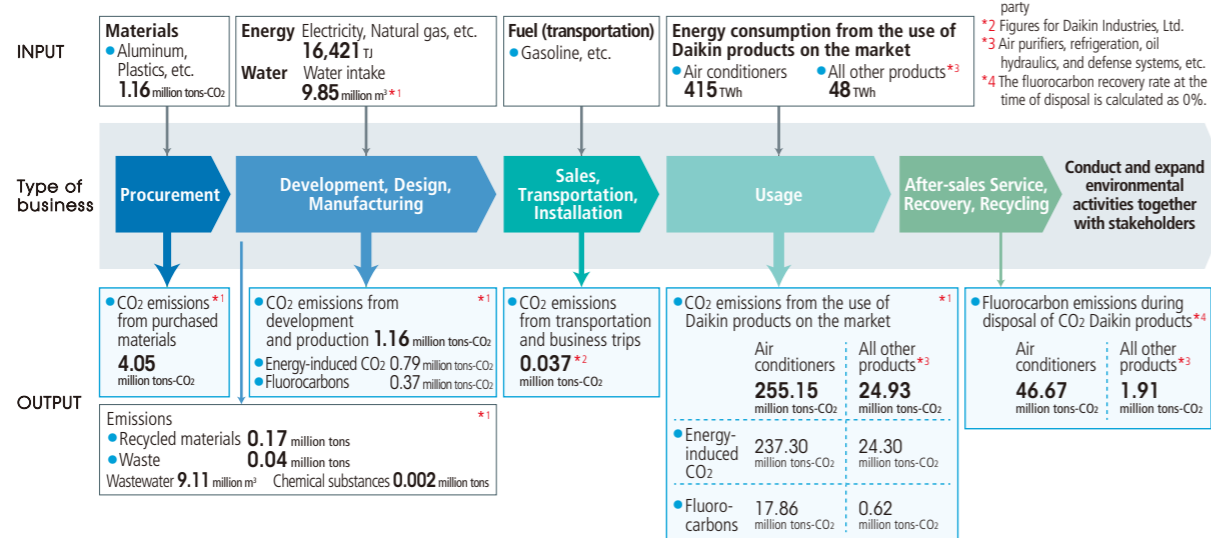 party
*2 Figures for Daikin Industries, Ltd.
*3 Air purifiers, refrigeration, oil
hydraulics, and defense systems, etc.
*4 The fluorocarbon recovery rate at the
time of disposal is calculated as 0%.
INPUT
Materials
Aluminum,
Plastics, etc.
1.16 million tons-CO2
Energy Electricity, Natural gas, etc.
16,421 TJ
Water Water intake
9.85 million m³ *1
Fuel (transportation)
Gasoline, etc.
Energy consumption from the use of
Daikin products on the market
Air conditioners
415 TWh
All other products*3
48 TWh
Type of
business
Procurement
Development, Design,
Manufacturing
Sales,
Transportation,
Installation
Usage
After-sales Service,
Recovery, Recycling
Conduct and expand
environmental
activities together
with stakeholders
OUTPUT
CO2 emissions *1
from purchased
materials
4.05
million tons-CO2
CO2 emissions from *1
development
and production 1.16 million tons-CO2
Energy-induced CO2 0.79 million tons-CO2
Fluorocarbons 0.37 million tons-CO2
Emissions *1
Recycled materials 0.17 million tons
Waste 0.04 million tons
Wastewater 9.11 million m³ Chemical substances 0.002 million tons
CO2 emissions
from transportation
and business trips
0.037 *2
million tons-CO2
CO2 emissions from the use of *1
Daikin products on the market
Air
conditioners
255.15
million tons-CO2
All other
products*3
24.93
million tons-CO2
Energy-
induced
CO2
237.30
million tons-CO2
24.30
million tons-CO2
Fluoro-
carbons
17.86
million tons-CO2
0.62
million tons-CO2
Fluorocarbon emissions during
disposal of CO2 Daikin products*4
Air
conditioners
46.67
million tons-CO2
All other
products*3
1.91
million tons-CO2